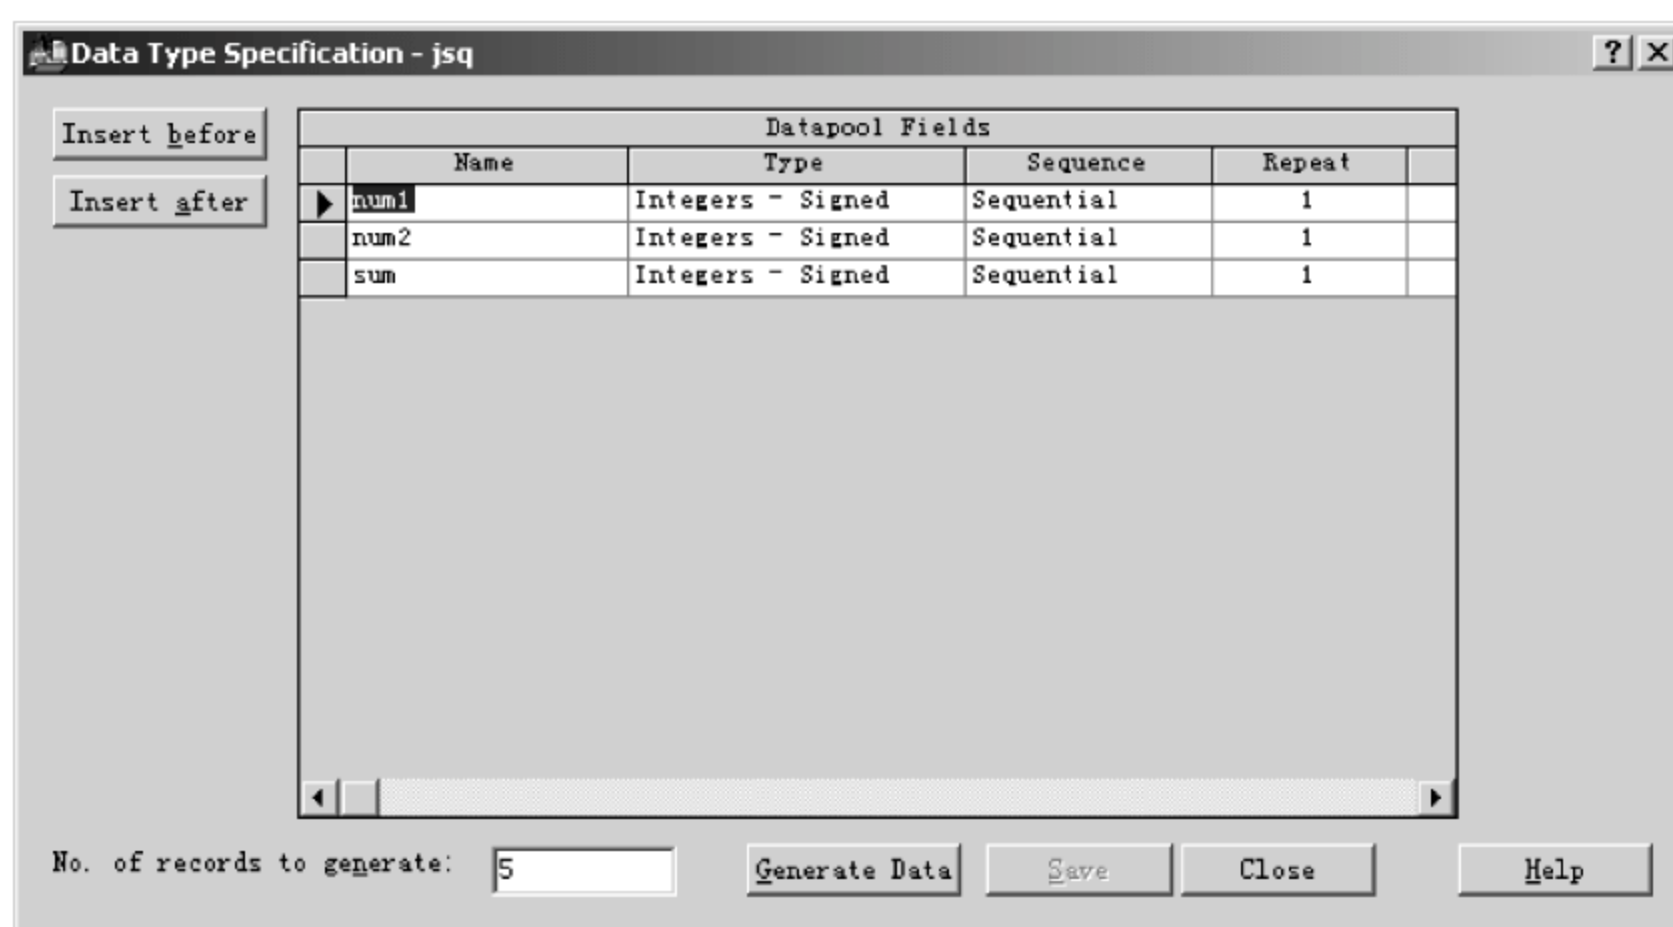 Data Type Specification - jsq
Insert before
Insert after
Datapool Fields
Name Type Sequence Repeat
num1 Integers - Signed Sequential 1
num2 Integers - Signed Sequential 1
sum Integers - Signed Sequential 1
No. of records to generate: 5 Generate Data Save Close Help